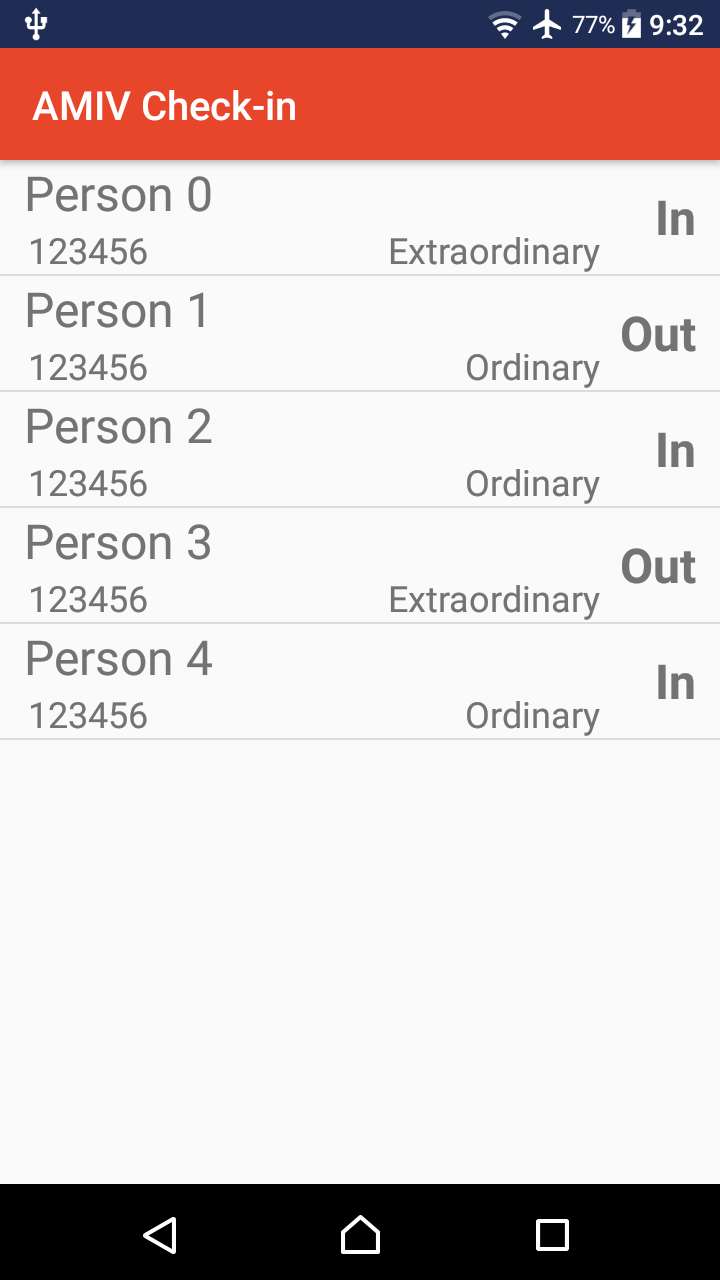 77% 9:32
AMIV Check-in
Person 0
In
123456 Extraordinary
Person 1
Out
123456 Ordinary
Person 2
In
123456 Ordinary
Person 3
Out
123456 Extraordinary
Person 4
In
123456 Ordinary